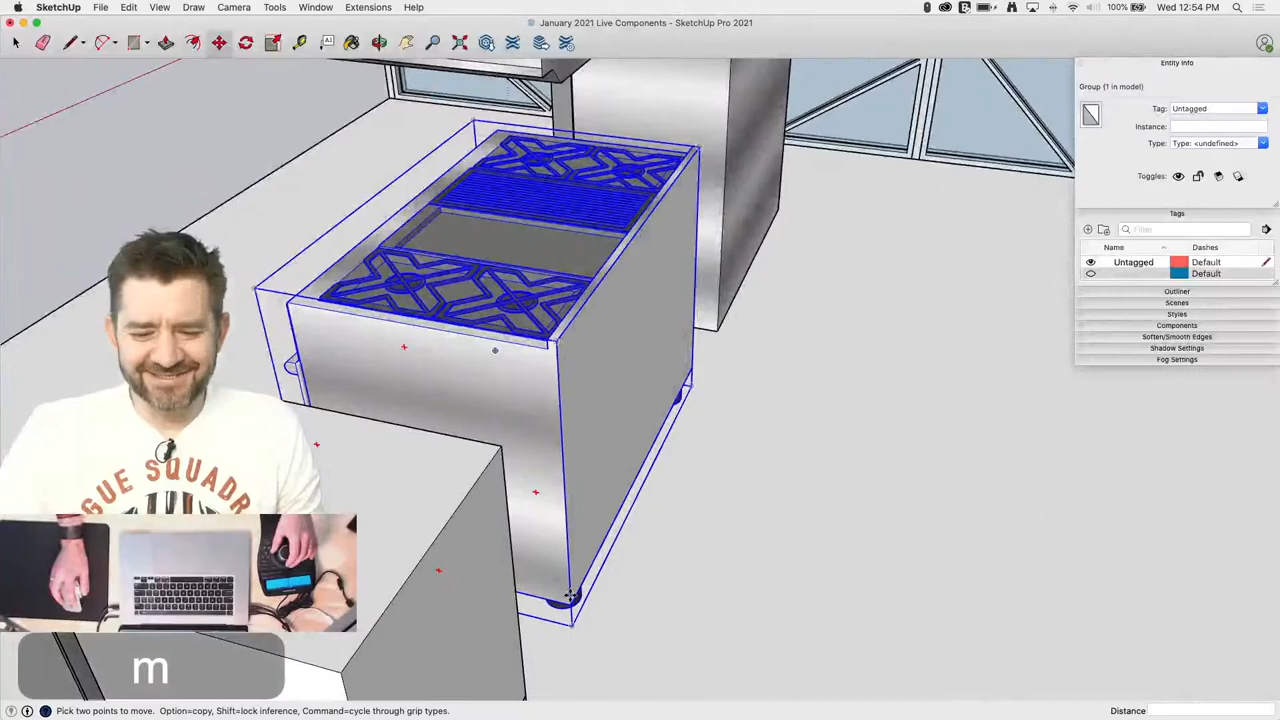 SketchUp File Edit View Draw Camera Tools Window Extensions Help 100% Wed 12:54 PM
January 2021 Live Components - SketchUp Pro 2021
Entity Info
Group (1 in model)
Tag: Untagged
Instance:
Type: Type: <undefined>
Toggles:
Tags
Filter
Name Dashes
Untagged Default
Default
Outliner
Scenes
Styles
Components
Soften/Smooth Edges
Shadow Settings
Fog Settings
GUE SQUADR
m
Pick two points to move. Option=copy, Shift=lock inference, Command=cycle through grip types.
Distance